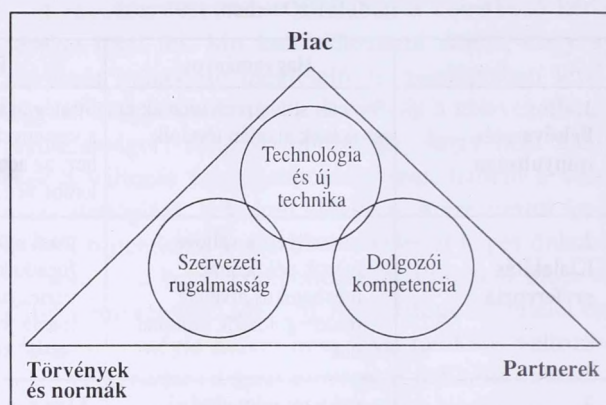 Piac
Technológia
és új
technika
Szervezeti
rugalmasság
Dolgozói
kompetencia
Törvények
és normák
Partnerek